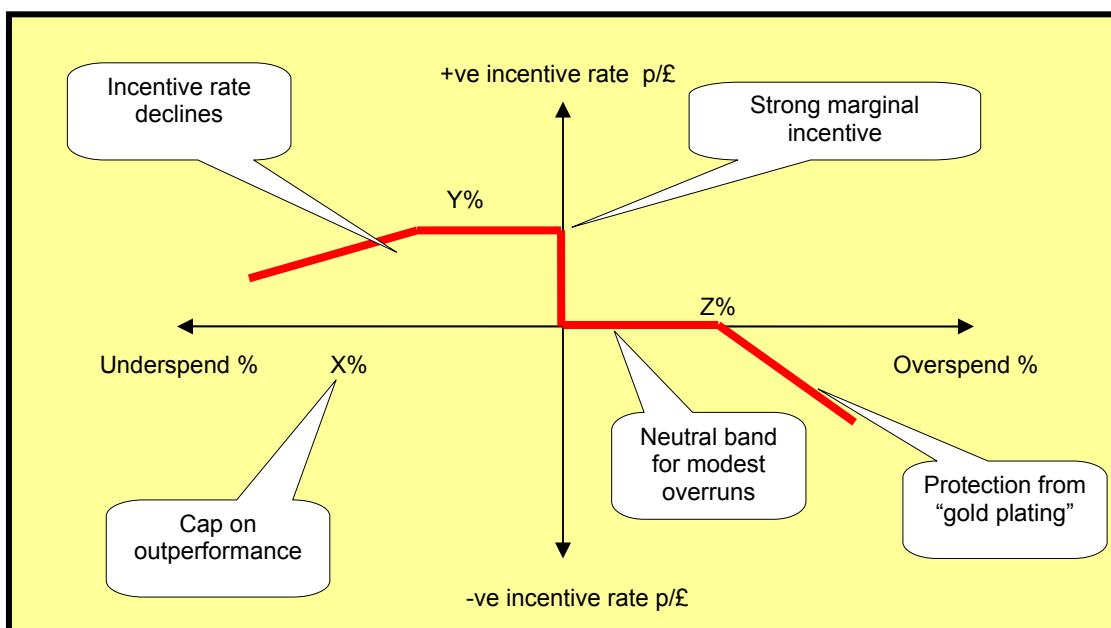 +ve incentive rate  p/£
Incentive rate
declines
Strong marginal
incentive
Y%
Z%
Underspend %
X%
Overspend %
Neutral band
for modest
overruns
Protection from
“gold plating”
Cap on
outperformance
-ve incentive rate p/£